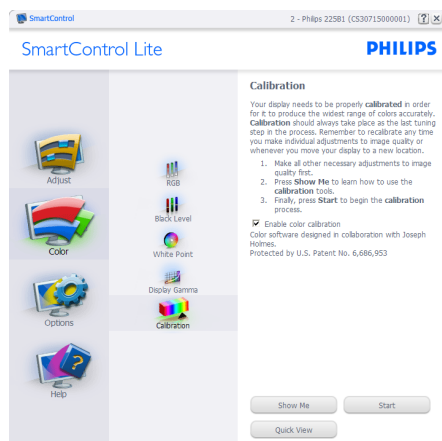 SmartControl
2 - Philips 225B1 (CS30715000001)
SmartControl Lite
PHILIPS
Adjust
Color
Options
Help
RGB
Black Level
White Point
Display Gamma
Calibration
Calibration
Your display needs to be properly calibrated in order
for it to produce the widest range of colors accurately.
Calibration should always take place as the last tuning
step in the process. Remember to recalibrate any time
you make individual adjustments to image quality or
whenever you move your display to a new location.
1. Make all other necessary adjustments to image
quality first.
2. Press Show Me to learn how to use the
calibration tools.
3. Finally, press Start to begin the calibration
process.
Enable color calibration
Color software designed in collaboration with Joseph
Holmes.
Protected by U.S. Patent No. 6,686,953
Show Me
Start
Quick View